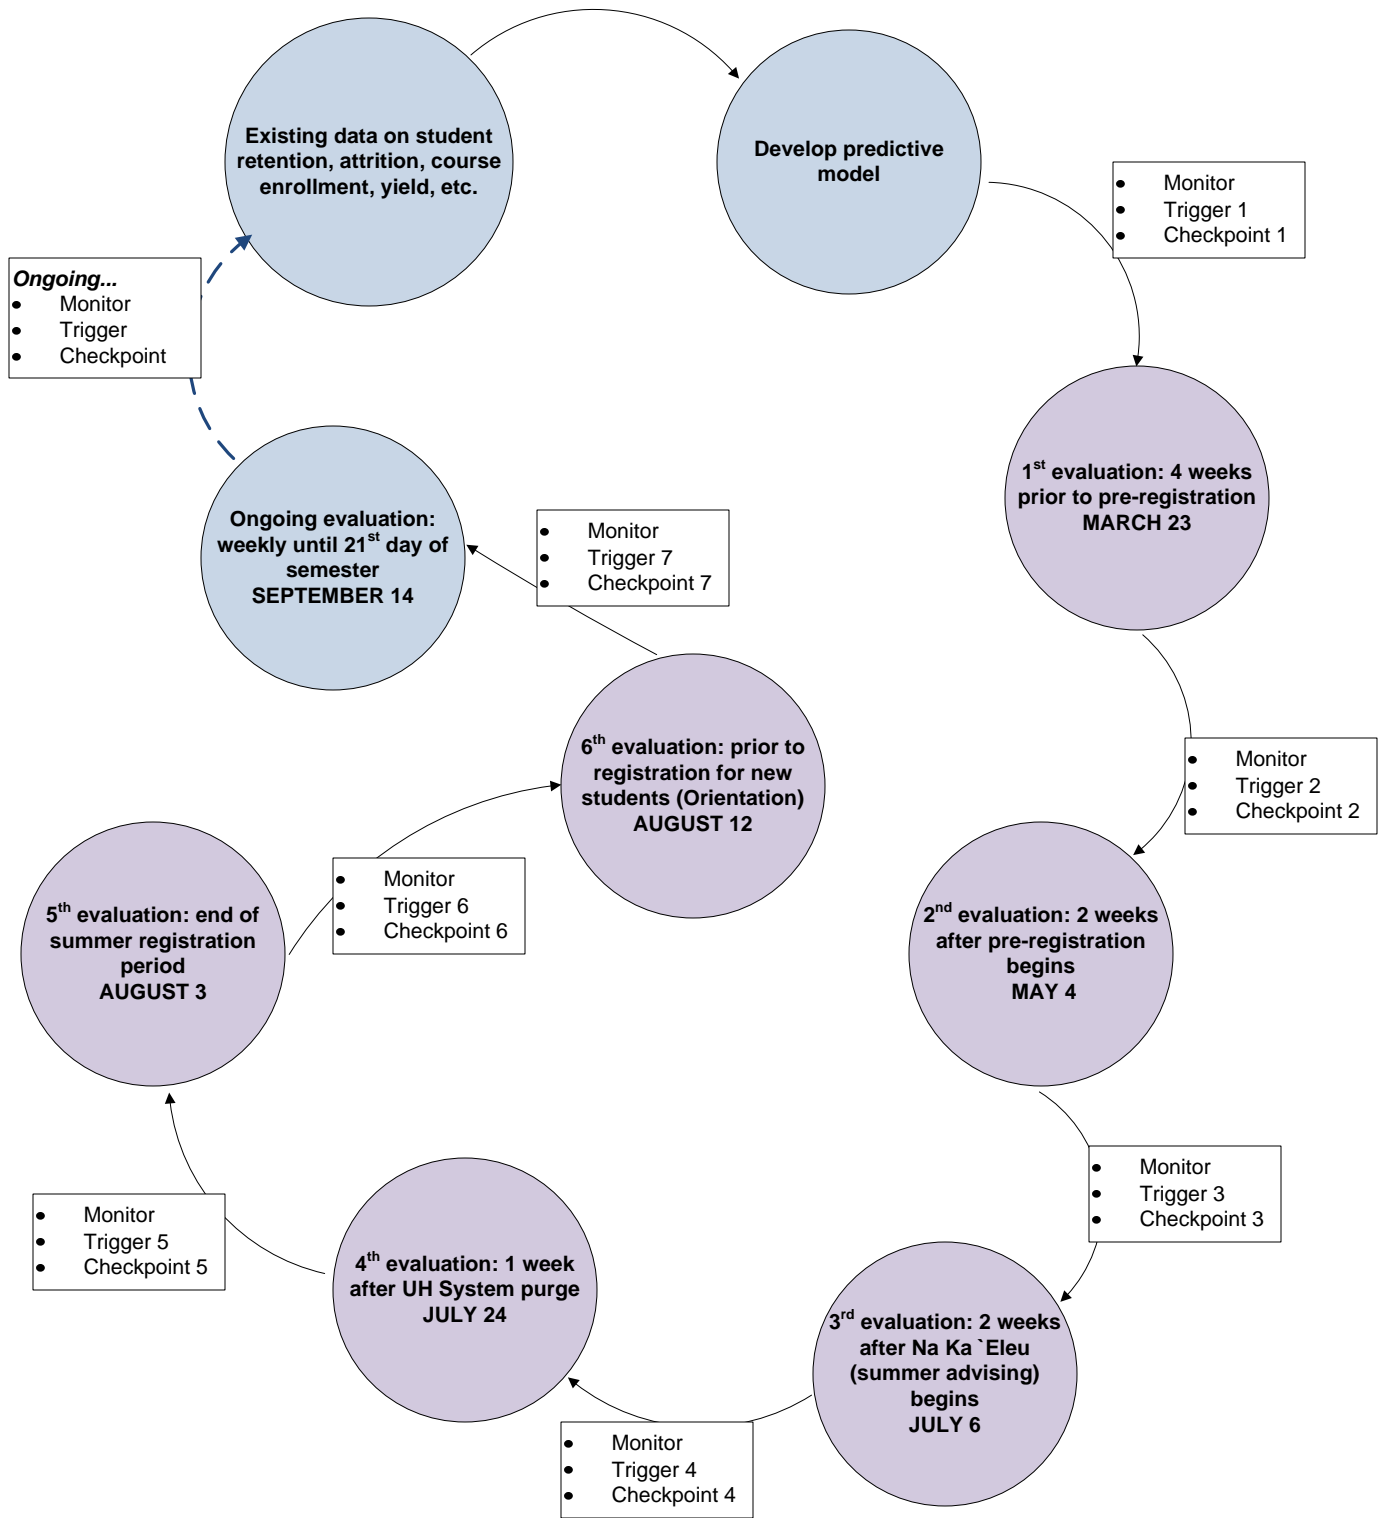 Existing data on student
retention, attrition, course
enrollment, yield, etc.
Develop predictive
model
• Monitor
• Trigger 1
• Checkpoint 1
1st evaluation: 4 weeks
prior to pre-registration
MARCH 23
• Monitor
• Trigger 2
• Checkpoint 2
2nd evaluation: 2 weeks
after pre-registration
begins
MAY 4
• Monitor
• Trigger 3
• Checkpoint 3
3rd evaluation: 2 weeks
after Na Ka `Eleu
(summer advising)
begins
JULY 6
• Monitor
• Trigger 4
• Checkpoint 4
4th evaluation: 1 week
after UH System purge
JULY 24
• Monitor
• Trigger 5
• Checkpoint 5
5th evaluation: end of
summer registration
period
AUGUST 3
• Monitor
• Trigger 6
• Checkpoint 6
6th evaluation: prior to
registration for new
students (Orientation)
AUGUST 12
• Monitor
• Trigger 7
• Checkpoint 7
Ongoing evaluation:
weekly until 21st day of
semester
SEPTEMBER 14
Ongoing...
• Monitor
• Trigger
• Checkpoint